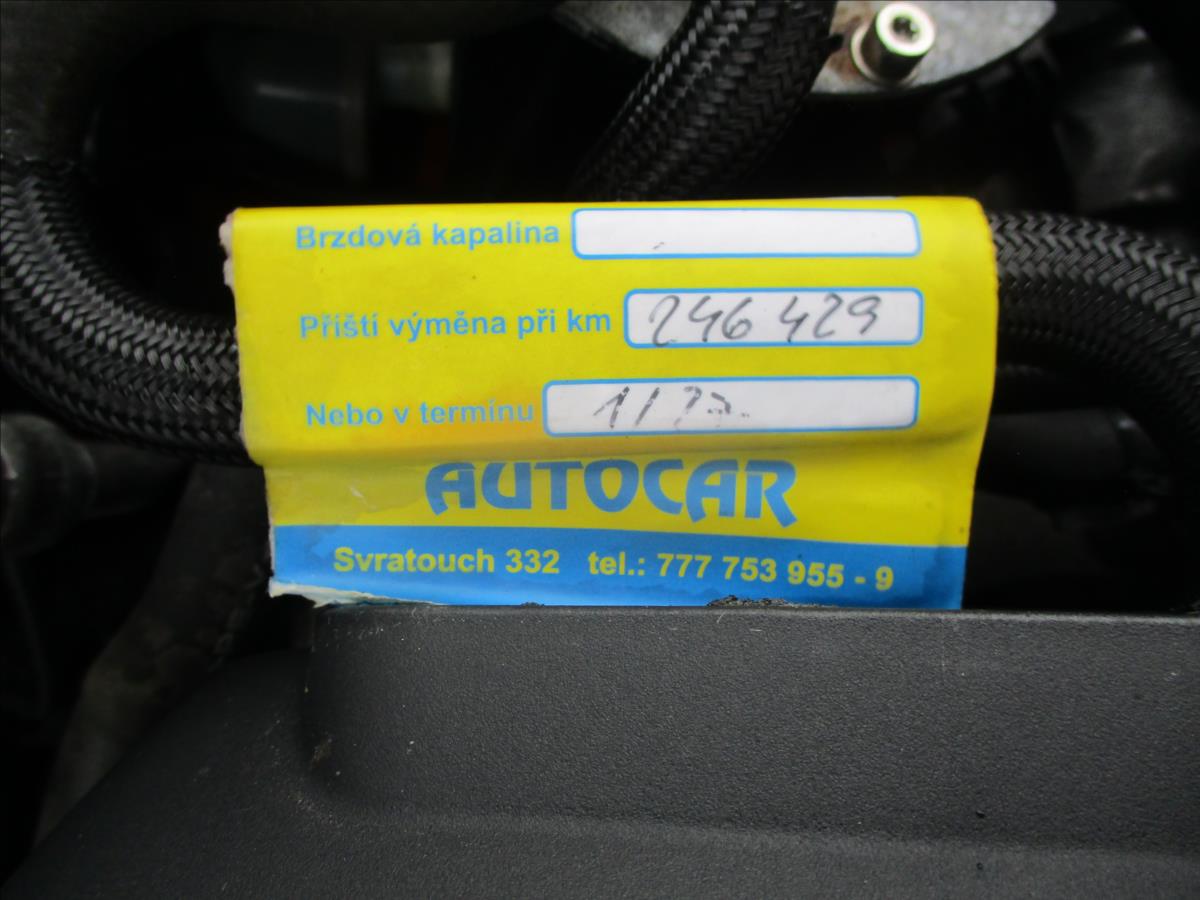 Brzdová kapalina
Příští výměna při km 246 429
Nebo v termínu
AUTOCAR
Svratouch 332 tel.: 777 753 955 - 9